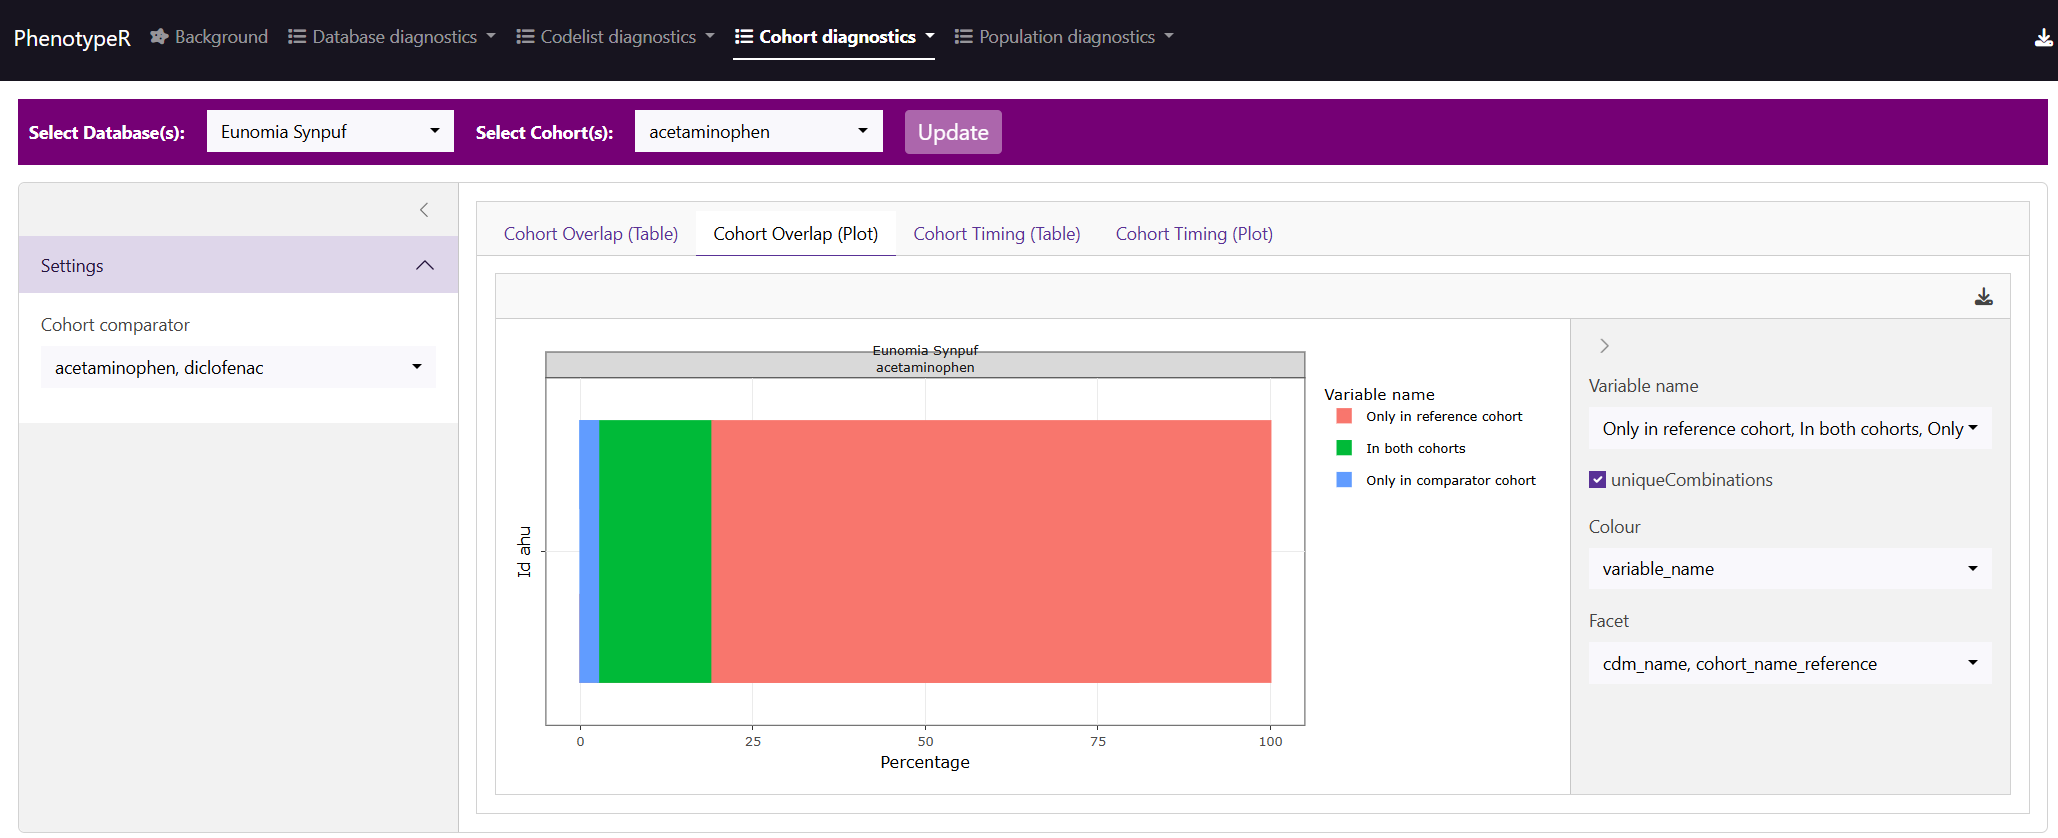 PhenotypeR Background Database diagnostics Codelist diagnostics Cohort diagnostics Population diagnostics
Select Database(s): Eunomia Synpuf Select Cohort(s): acetaminophen Update
Settings
Cohort comparator
acetaminophen, diclofenac
Cohort Overlap (Table) Cohort Overlap (Plot) Cohort Timing (Table) Cohort Timing (Plot)
Eunomia Synpuf
acetaminophen
Id ahu
0 25 50 75 100
Percentage
Variable name
Only in reference cohort
In both cohorts
Only in comparator cohort
Variable name
Only in reference cohort, In both cohorts, Only
uniqueCombinations
Colour
variable_name
Facet
cdm_name, cohort_name_reference